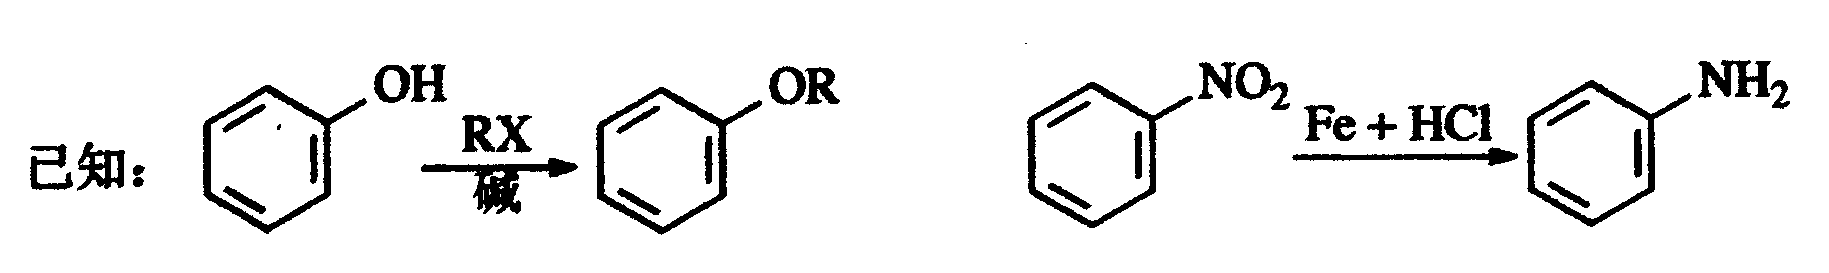 已知： OH RX 碱 OR NO₂ Fe + HCl NH₂